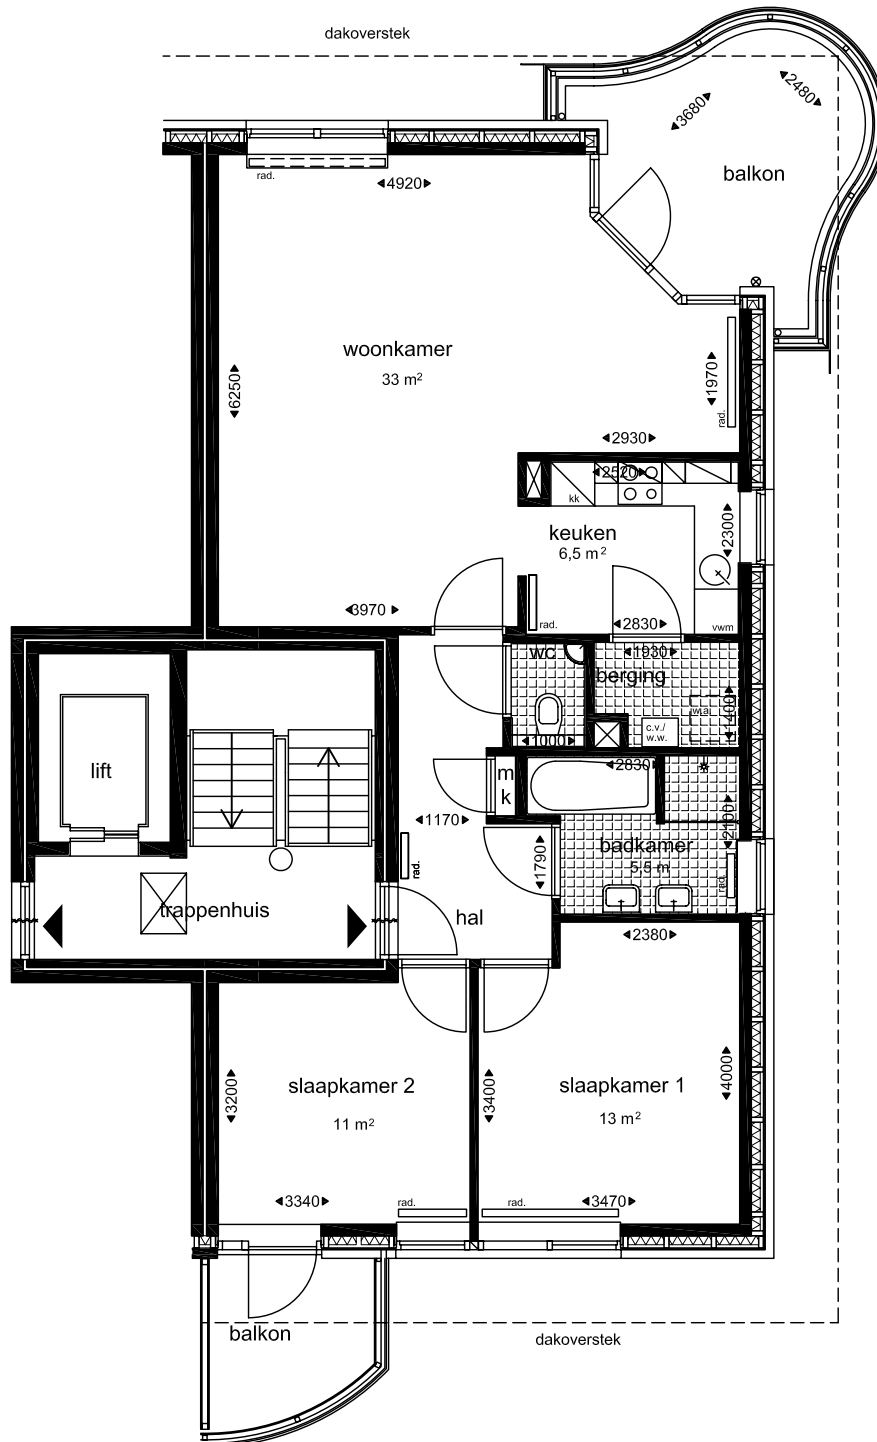 dakoverstek
2480
3680
balkon
rad.
4920
woonkamer
33 m²
6250
1970
rad.
2930
2520
kk
keuken
6,5 m²
2300
rad.
2830
vwm
3970
wc
1930
berging
w.a.
1400
c.v./
w.w.
1000
lift
m
k
2830
1170
2100
badkamer
5,5 m
1790
rad.
rad.
trappenhuis
hal
2380
slaapkamer 2
11 m²
3200
3400
slaapkamer 1
13 m²
4000
3340
rad.
rad.
3470
balkon
dakoverstek